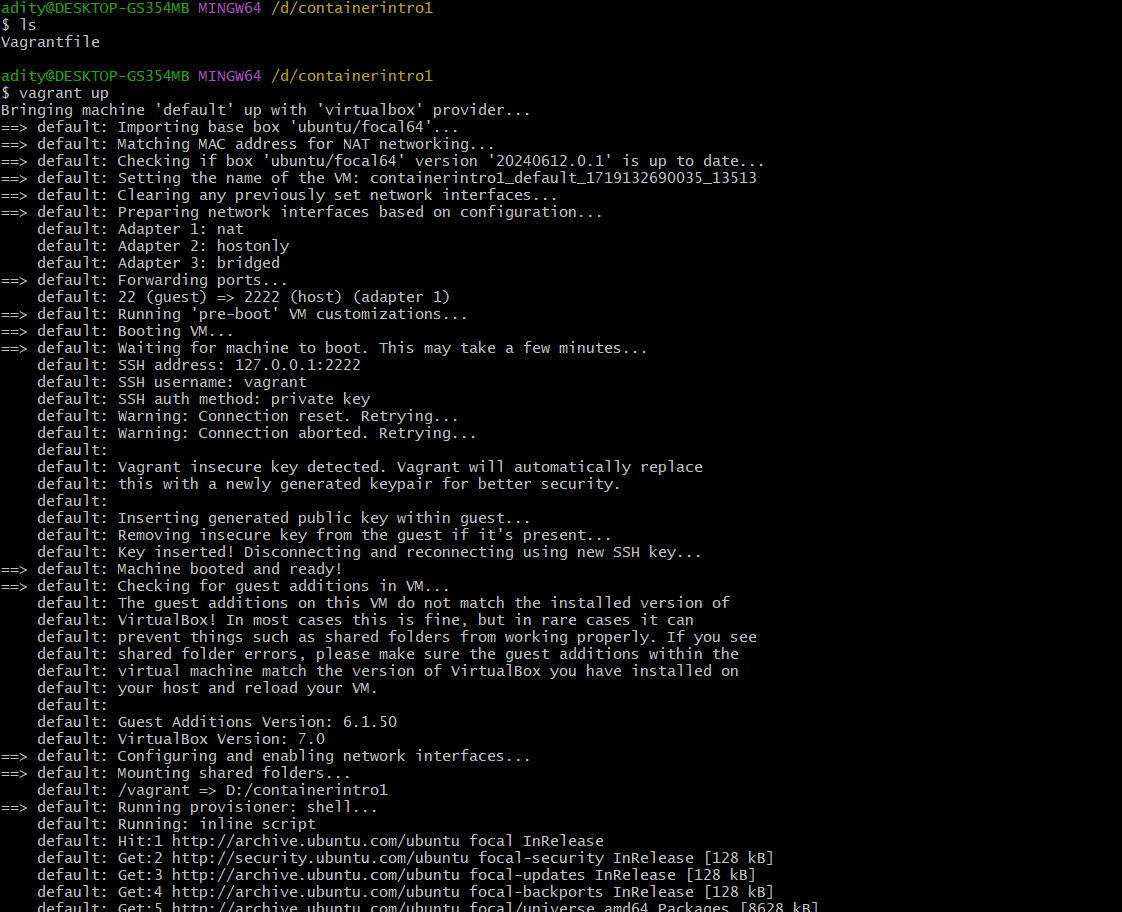 adity@DESKTOP-GS354MB MINGW64 /d/containerintro1
$ ls
Vagrantfile
adity@DESKTOP-GS354MB MINGW64 /d/containerintro1
$ vagrant up
Bringing machine 'default' up with 'virtualbox' provider...
==> default: Importing base box 'ubuntu/focal64'...
==> default: Matching MAC address for NAT networking...
==> default: Checking if box 'ubuntu/focal64' version '20240612.0.1' is up to date...
==> default: Setting the name of the VM: containerintro1_default_1719132690035_13513
==> default: Clearing any previously set network interfaces...
==> default: Preparing network interfaces based on configuration...
    default: Adapter 1: nat
    default: Adapter 2: hostonly
    default: Adapter 3: bridged
==> default: Forwarding ports...
    default: 22 (guest) => 2222 (host) (adapter 1)
==> default: Running 'pre-boot' VM customizations...
==> default: Booting VM...
==> default: Waiting for machine to boot. This may take a few minutes...
    default: SSH address: 127.0.0.1:2222
    default: SSH username: vagrant
    default: SSH auth method: private key
    default: Warning: Connection reset. Retrying...
    default: Warning: Connection aborted. Retrying...
    default:
    default: Vagrant insecure key detected. Vagrant will automatically replace
    default: this with a newly generated keypair for better security.
    default:
    default: Inserting generated public key within guest...
    default: Removing insecure key from the guest if it's present...
    default: Key inserted! Disconnecting and reconnecting using new SSH key...
==> default: Machine booted and ready!
==> default: Checking for guest additions in VM...
    default: The guest additions on this VM do not match the installed version of
    default: VirtualBox! In most cases this is fine, but in rare cases it can
    default: prevent things such as shared folders from working properly. If you see
    default: shared folder errors, please make sure the guest additions within the
    default: virtual machine match the version of VirtualBox you have installed on
    default: your host and reload your VM.
    default:
    default: Guest Additions Version: 6.1.50
    default: VirtualBox Version: 7.0
==> default: Configuring and enabling network interfaces...
==> default: Mounting shared folders...
    default: /vagrant => D:/containerintro1
==> default: Running provisioner: shell...
    default: Running: inline script
    default: Hit:1 http://archive.ubuntu.com/ubuntu focal InRelease
    default: Get:2 http://security.ubuntu.com/ubuntu focal-security InRelease [128 kB]
    default: Get:3 http://archive.ubuntu.com/ubuntu focal-updates InRelease [128 kB]
    default: Get:4 http://archive.ubuntu.com/ubuntu focal-backports InRelease [128 kB]
    default: Get:5 http://archive.ubuntu.com/ubuntu focal/universe amd64 Packages [8628 kB]